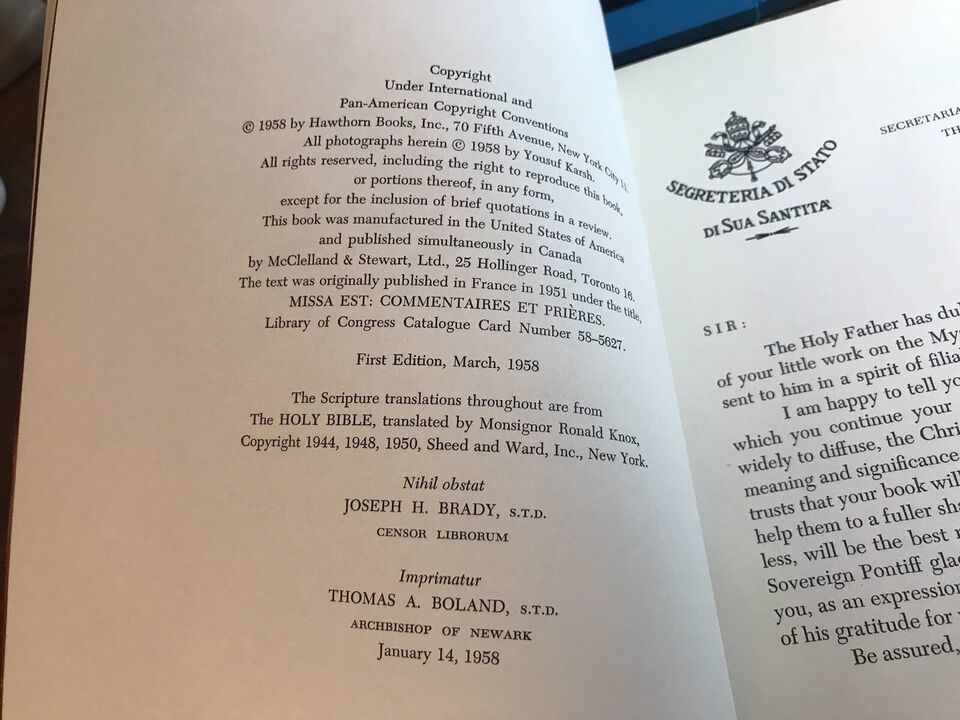 Copyright
Under International and
Pan-American Copyright Conventions
© 1958 by Hawthorn Books, Inc., 70 Fifth Avenue, New York City 11.
All photographs herein © 1958 by Yousuf Karsh.
All rights reserved, including the right to reproduce this book,
or portions thereof, in any form,
except for the inclusion of brief quotations in a review.
This book was manufactured in the United States of America
and published simultaneously in Canada
by McClelland & Stewart, Ltd., 25 Hollinger Road, Toronto 16.
The text was originally published in France in 1951 under the title,
MISSA EST: COMMENTAIRES ET PRIÈRES.
Library of Congress Catalogue Card Number 58–5627.
First Edition, March, 1958
The Scripture translations throughout are from
The HOLY BIBLE, translated by Monsignor Ronald Knox,
Copyright 1944, 1948, 1950, Sheed and Ward, Inc., New York.
Nihil obstat
JOSEPH H. BRADY, S.T.D.
CENSOR LIBRORUM
Imprimatur
THOMAS A. BOLAND, S.T.D.
ARCHBISHOP OF NEWARK
January 14, 1958
SEGRETERIA DI STATO
DI SUA SANTITÀ
SECRETARIA
TH
SIR:
The Holy Father has du
of your little work on the My
sent to him in a spirit of filia
I am happy to tell yo
which you continue your
widely to diffuse, the Chri
meaning and significance
trusts that your book will
help them to a fuller sha
less, will be the best
Sovereign Pontiff gla
you, as an expression
of his gratitude for
Be assured,